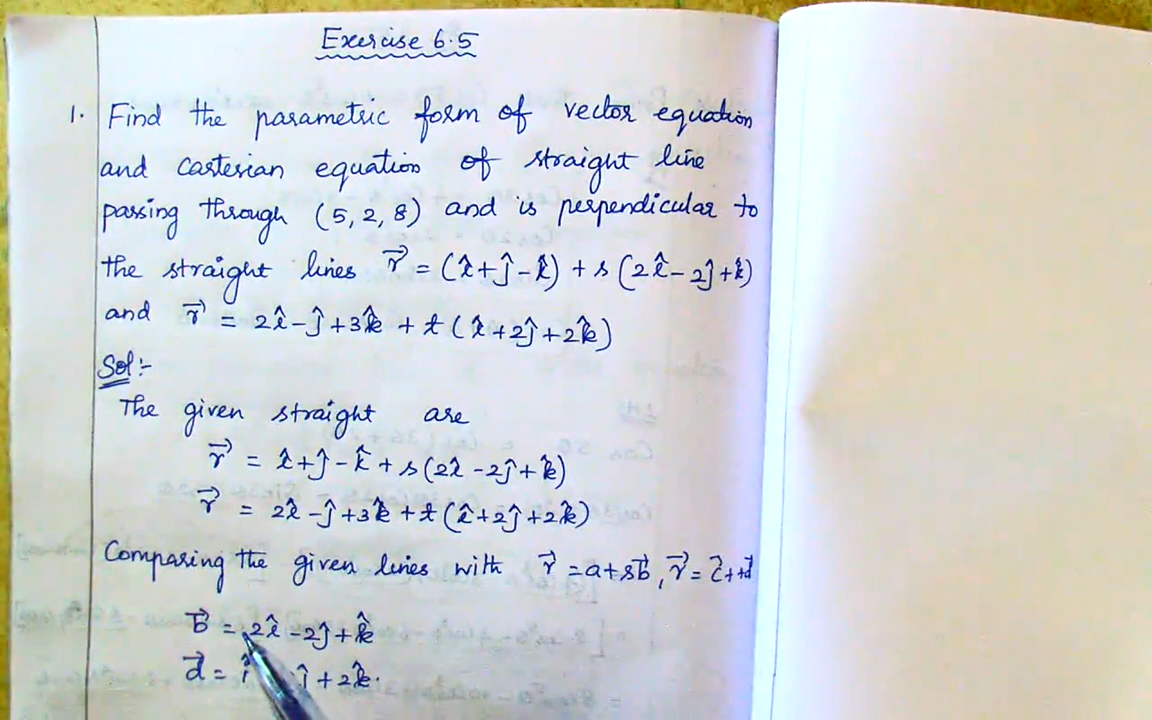 Exercise 6.5
1. Find the parametric form of vector equation
and cartesian equation of straight line
passing through (5, 2, 8) and is perpendicular to
the straight lines r⃗ = (î+ĵ-k̂) + s(2î-2ĵ+k̂)
and r⃗ = 2î-ĵ+3k̂ + t(î+2ĵ+2k̂)
Sol:-
The given straight are
r⃗ = î+ĵ-k̂ + s(2î-2ĵ+k̂)
r⃗ = 2î-ĵ+3k̂ + t(î+2ĵ+2k̂)
Comparing the given lines with r⃗ = a+sb⃗, r⃗ = c⃗+td⃗
b⃗ = 2î-2ĵ+k̂
d⃗ = î ĵ + 2k̂.